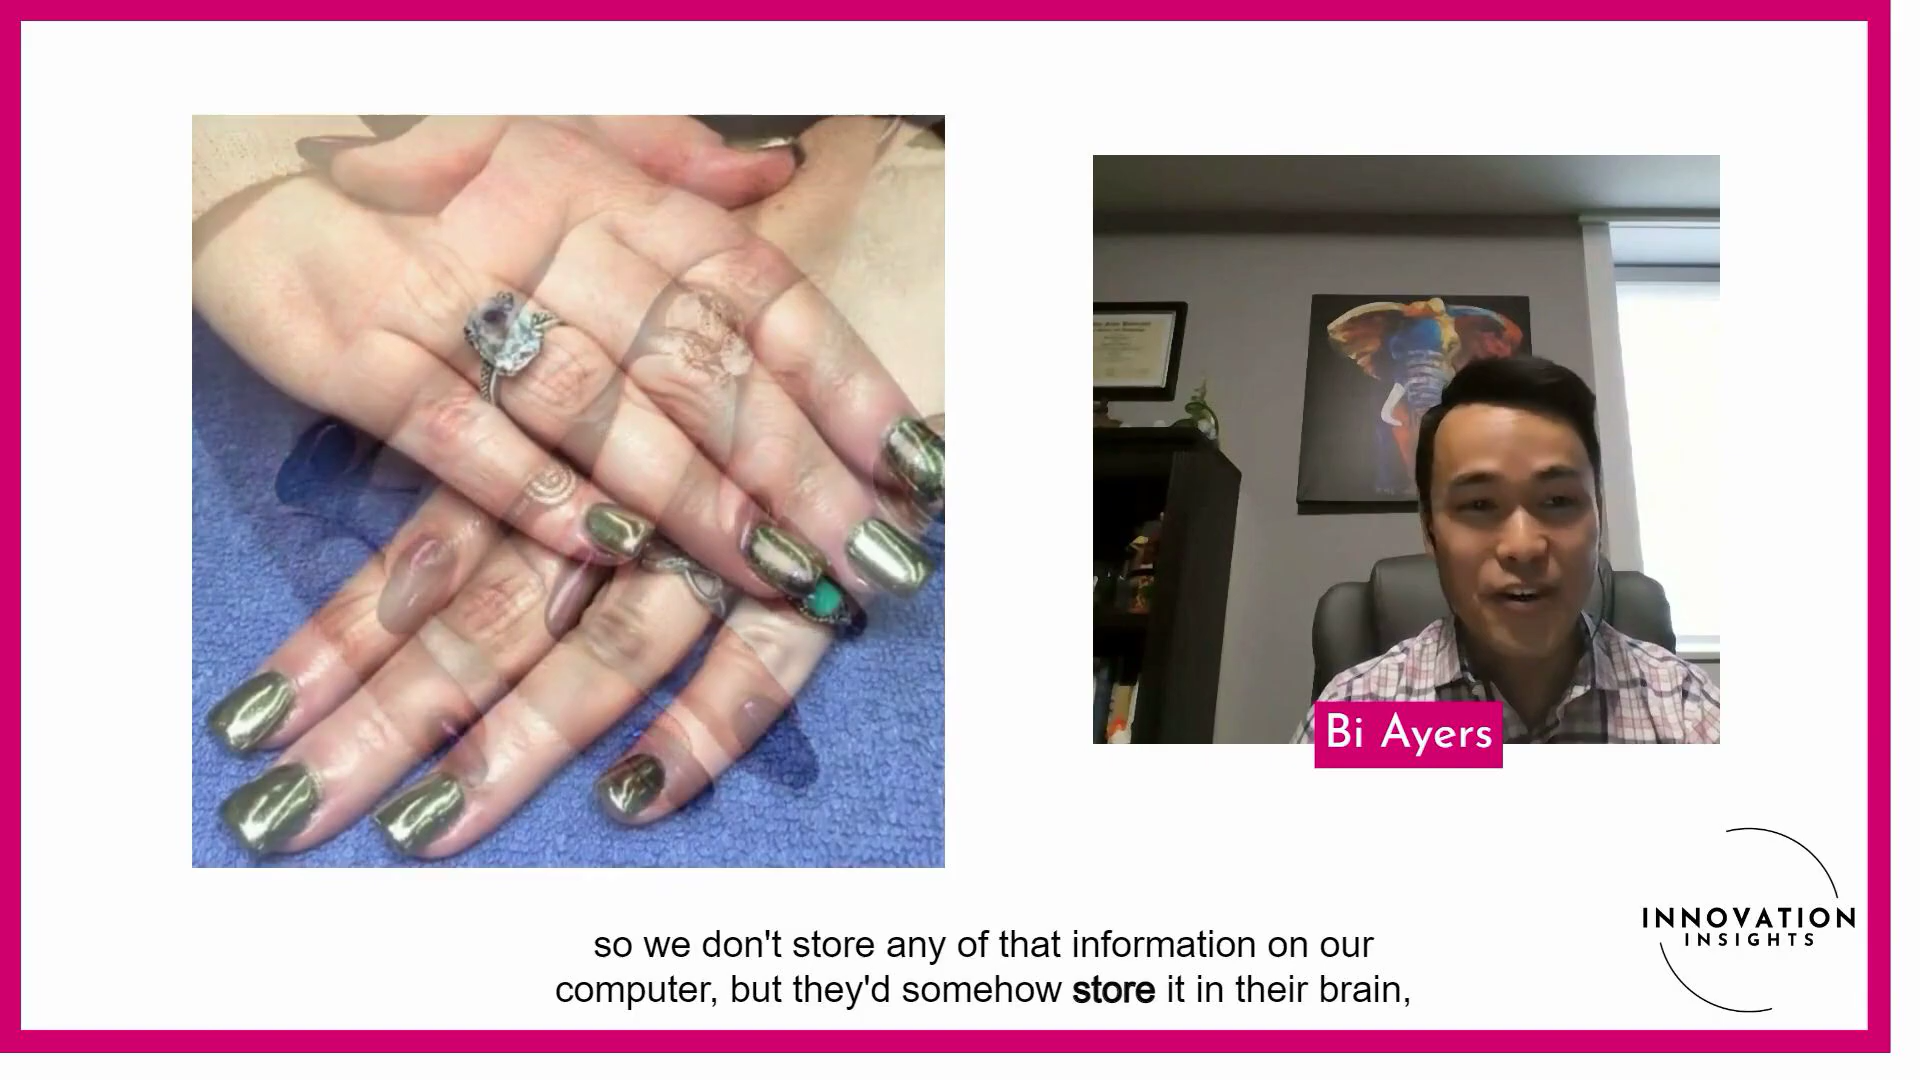 Bi Ayers
INNOVATION
INSIGHTS
so we don't store any of that information on our
computer, but they'd somehow store it in their brain,